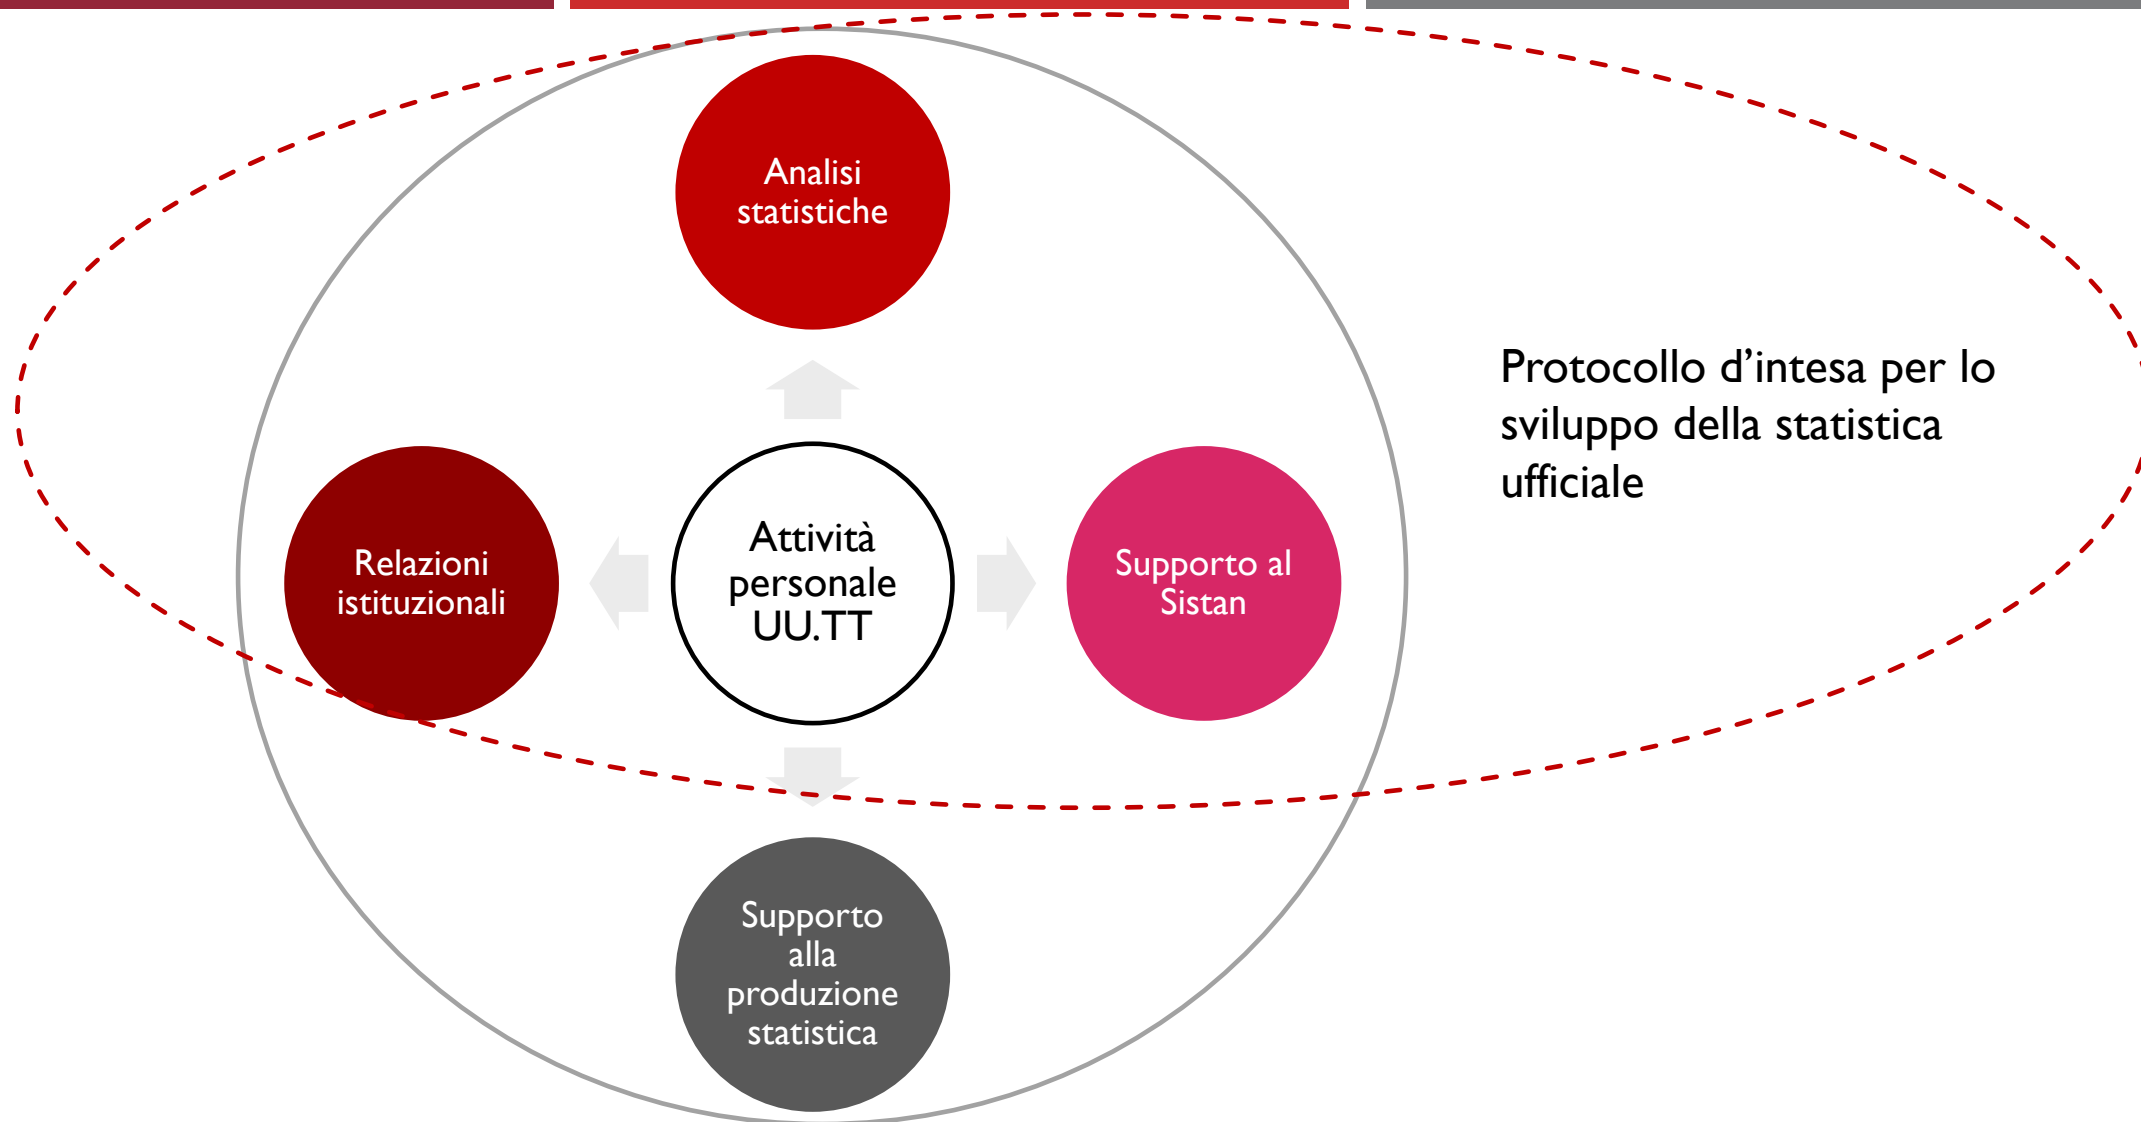 Analisi
statistiche
Protocollo d’intesa per lo
sviluppo della statistica
ufficiale
Relazioni
istituzionali
Attività
personale
UU.TT
Supporto al
Sistan
Supporto
alla
produzione
statistica